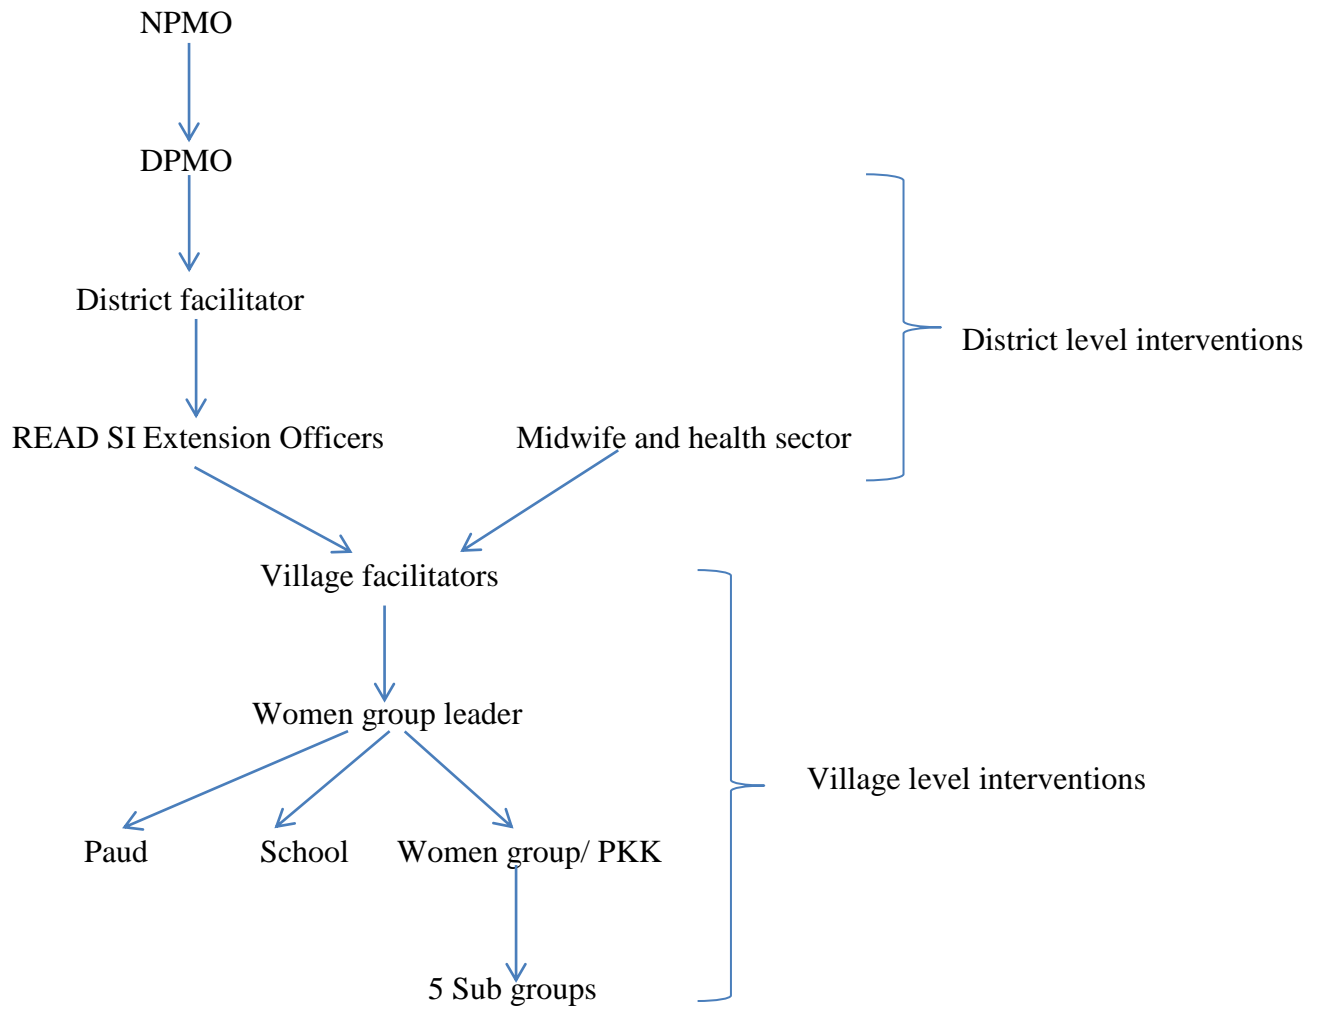 NPMO
DPMO
District facilitator
District level interventions
READ SI Extension Officers
Midwife and health sector
Village facilitators
Women group leader
Village level interventions
Paud
School
Women group/ PKK
5 Sub groups